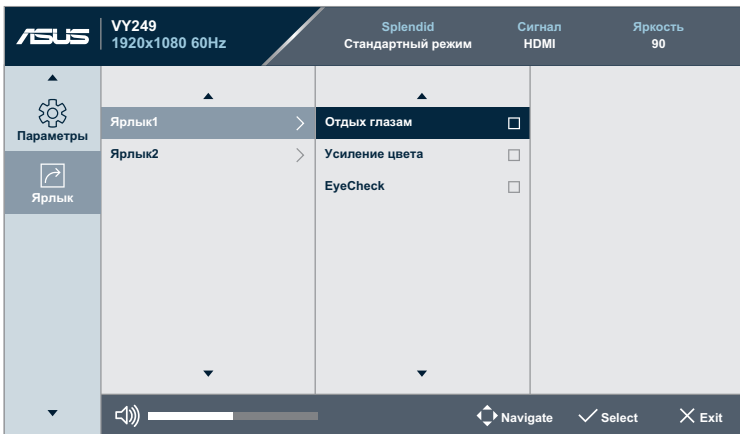 ASUS
VY249
1920x1080 60Hz
Splendid
Стандартный режим
Сигнал
HDMI
Яркость
90
Параметры
Ярлык
Ярлык1
Ярлык2
Отдых глазам
Усиление цвета
EyeCheck
Navigate
Select
Exit